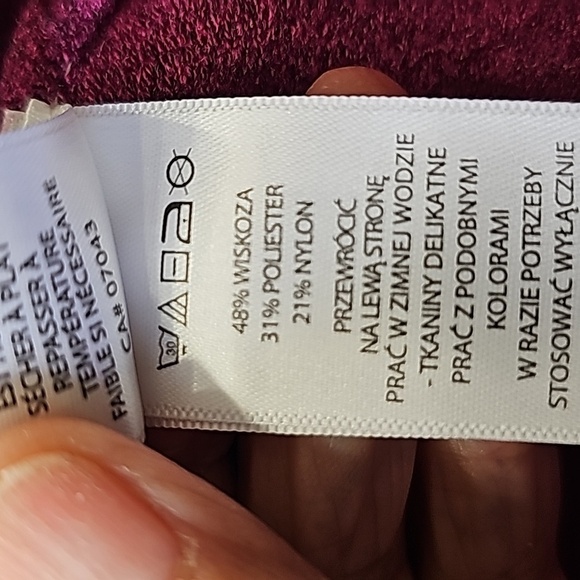 SÉCHER À PLAT
REPASSER À
TEMPÉRATURE
FAIBLE SI NÉCESSAIRE
CA# 07043
30
48% WISKOZA
31% POLIESTER
21% NYLON
PRZEWRÓCIĆ
NA LEWĄ STRONĘ
PRAĆ W ZIMNEJ WODZIE
- TKANINY DELIKATNE
PRAĆ Z PODOBNYMI
KOLORAMI
W RAZIE POTRZEBY
STOSOWAĆ WYŁĄCZNIE